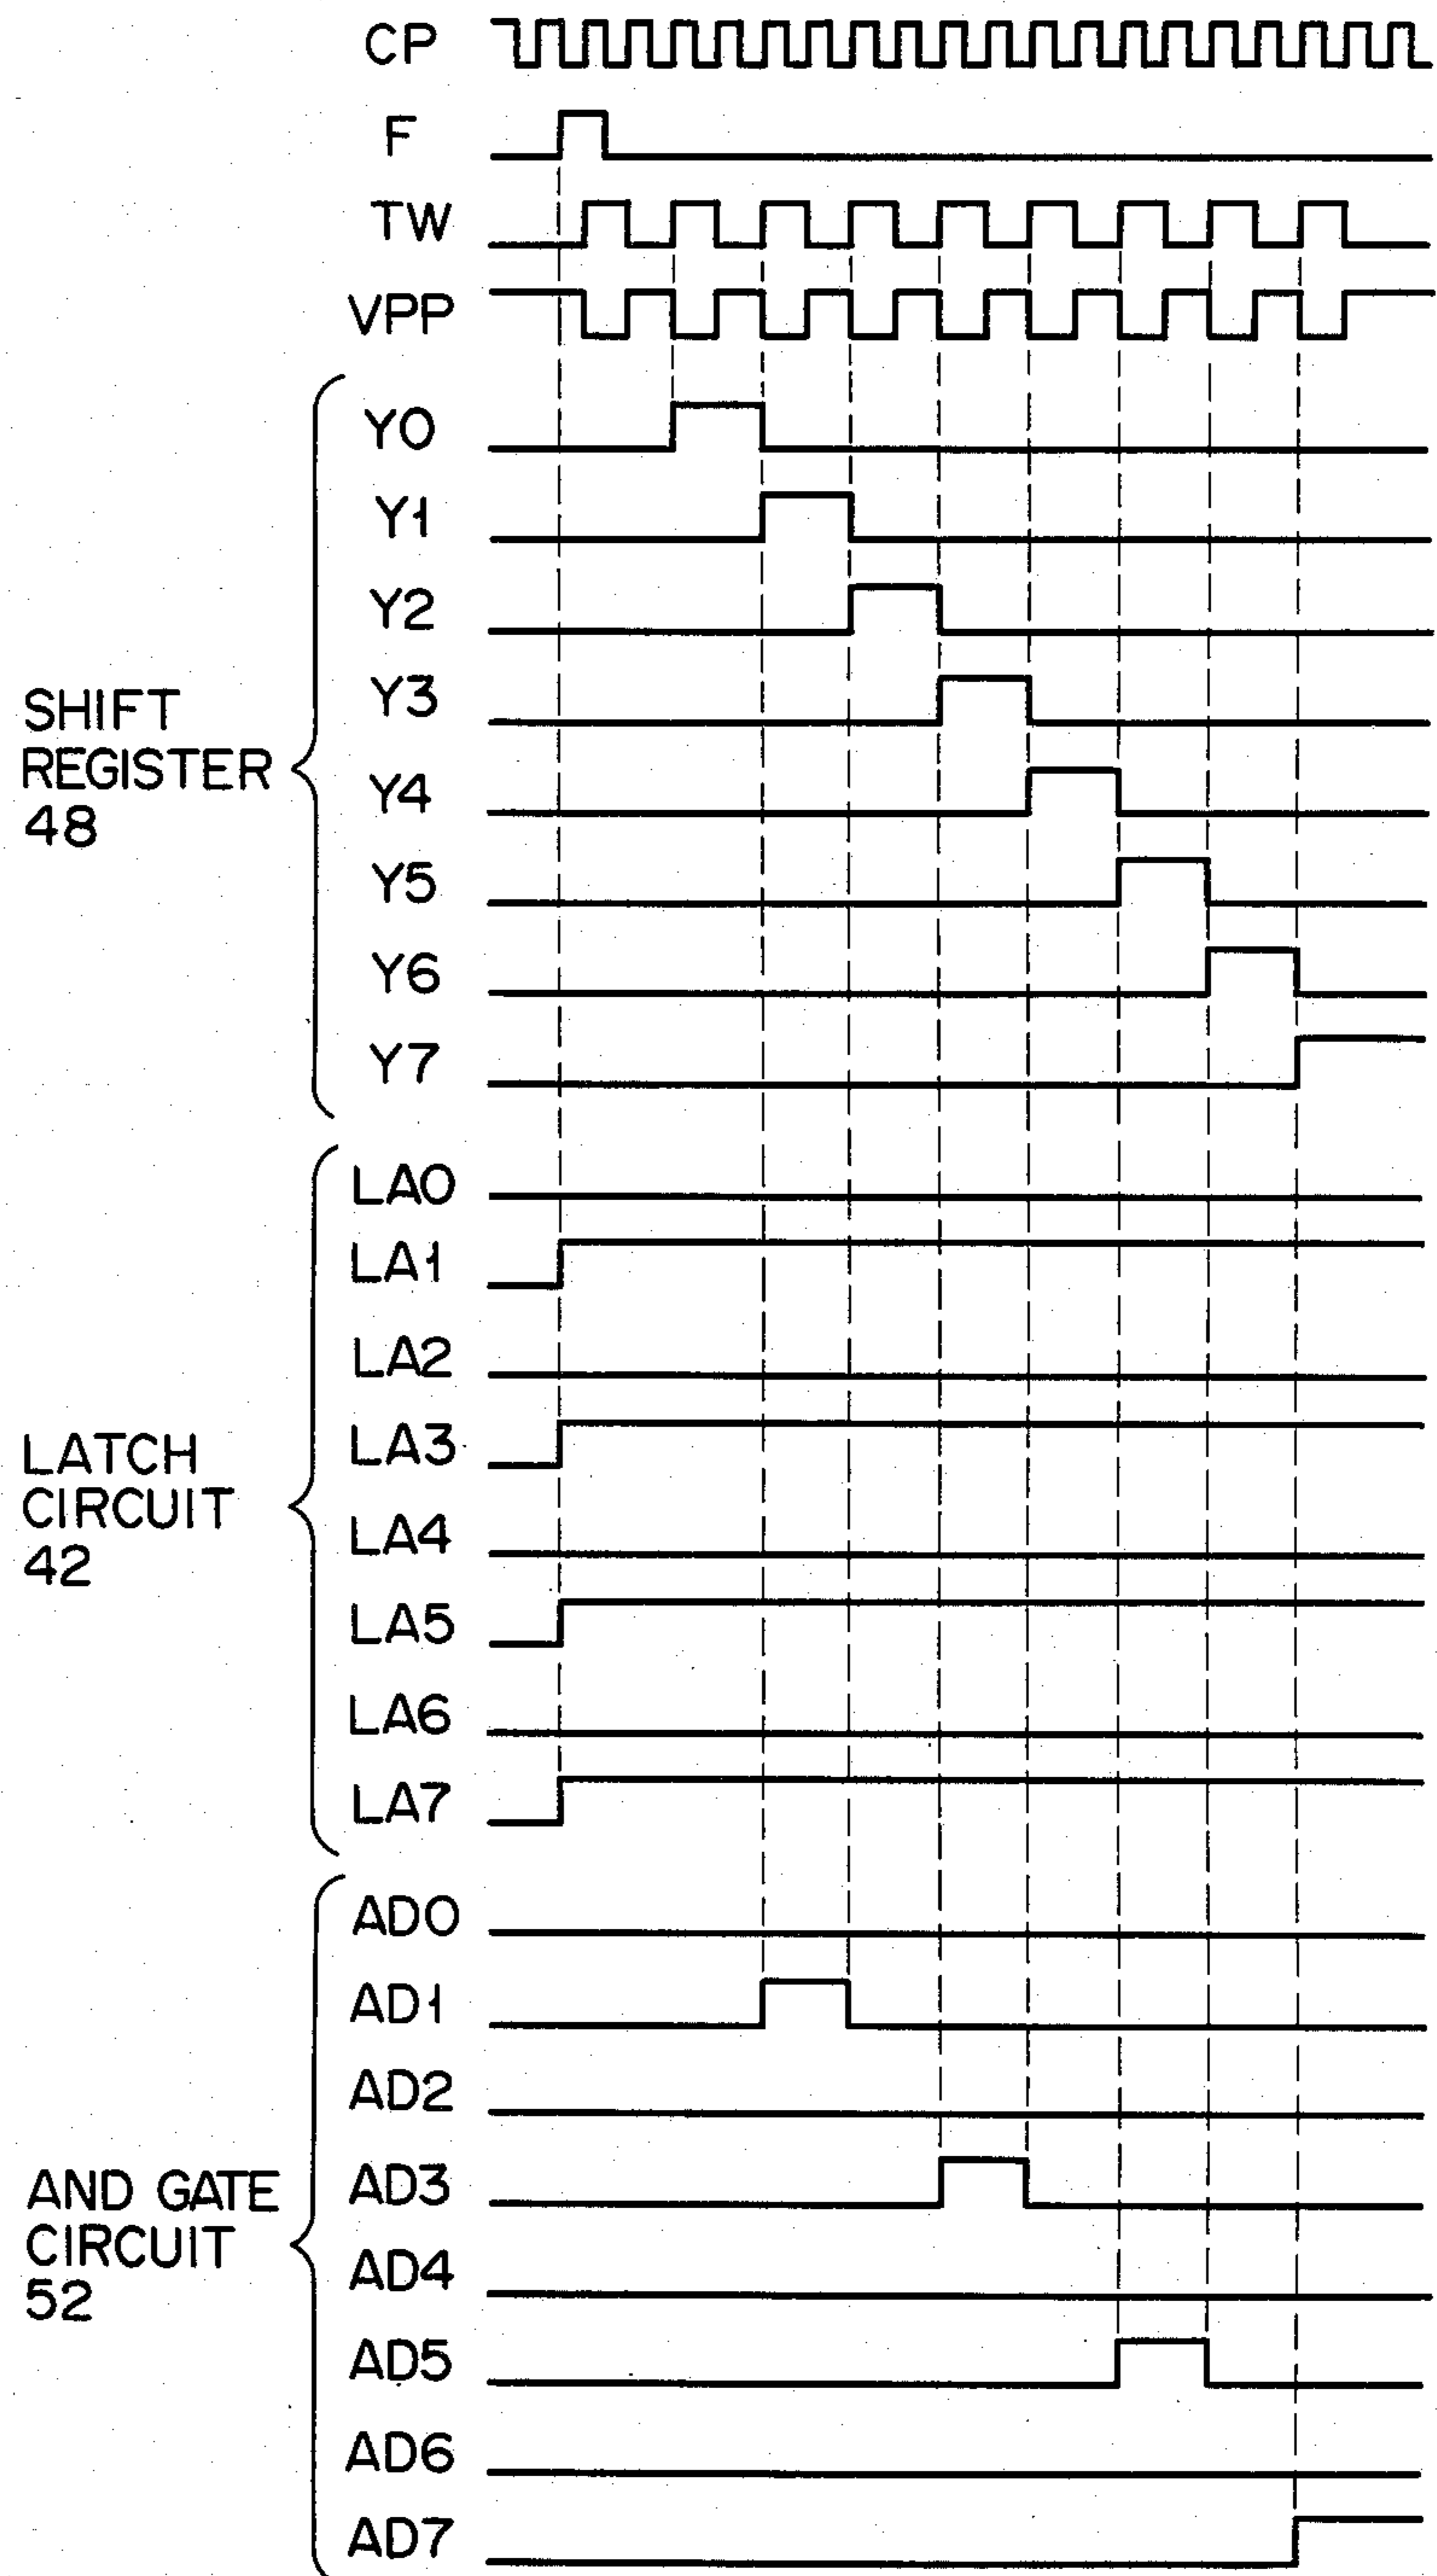 CP
F
TW
VPP
Y0
Y1
Y2
SHIFT
REGISTER
48
Y3
Y4
Y5
Y6
Y7
LA0
LA1
LA2
LATCH
CIRCUIT
42
LA3
LA4
LA5
LA6
LA7
AD0
AD1
AD2
AND GATE
CIRCUIT
52
AD3
AD4
AD5
AD6
AD7